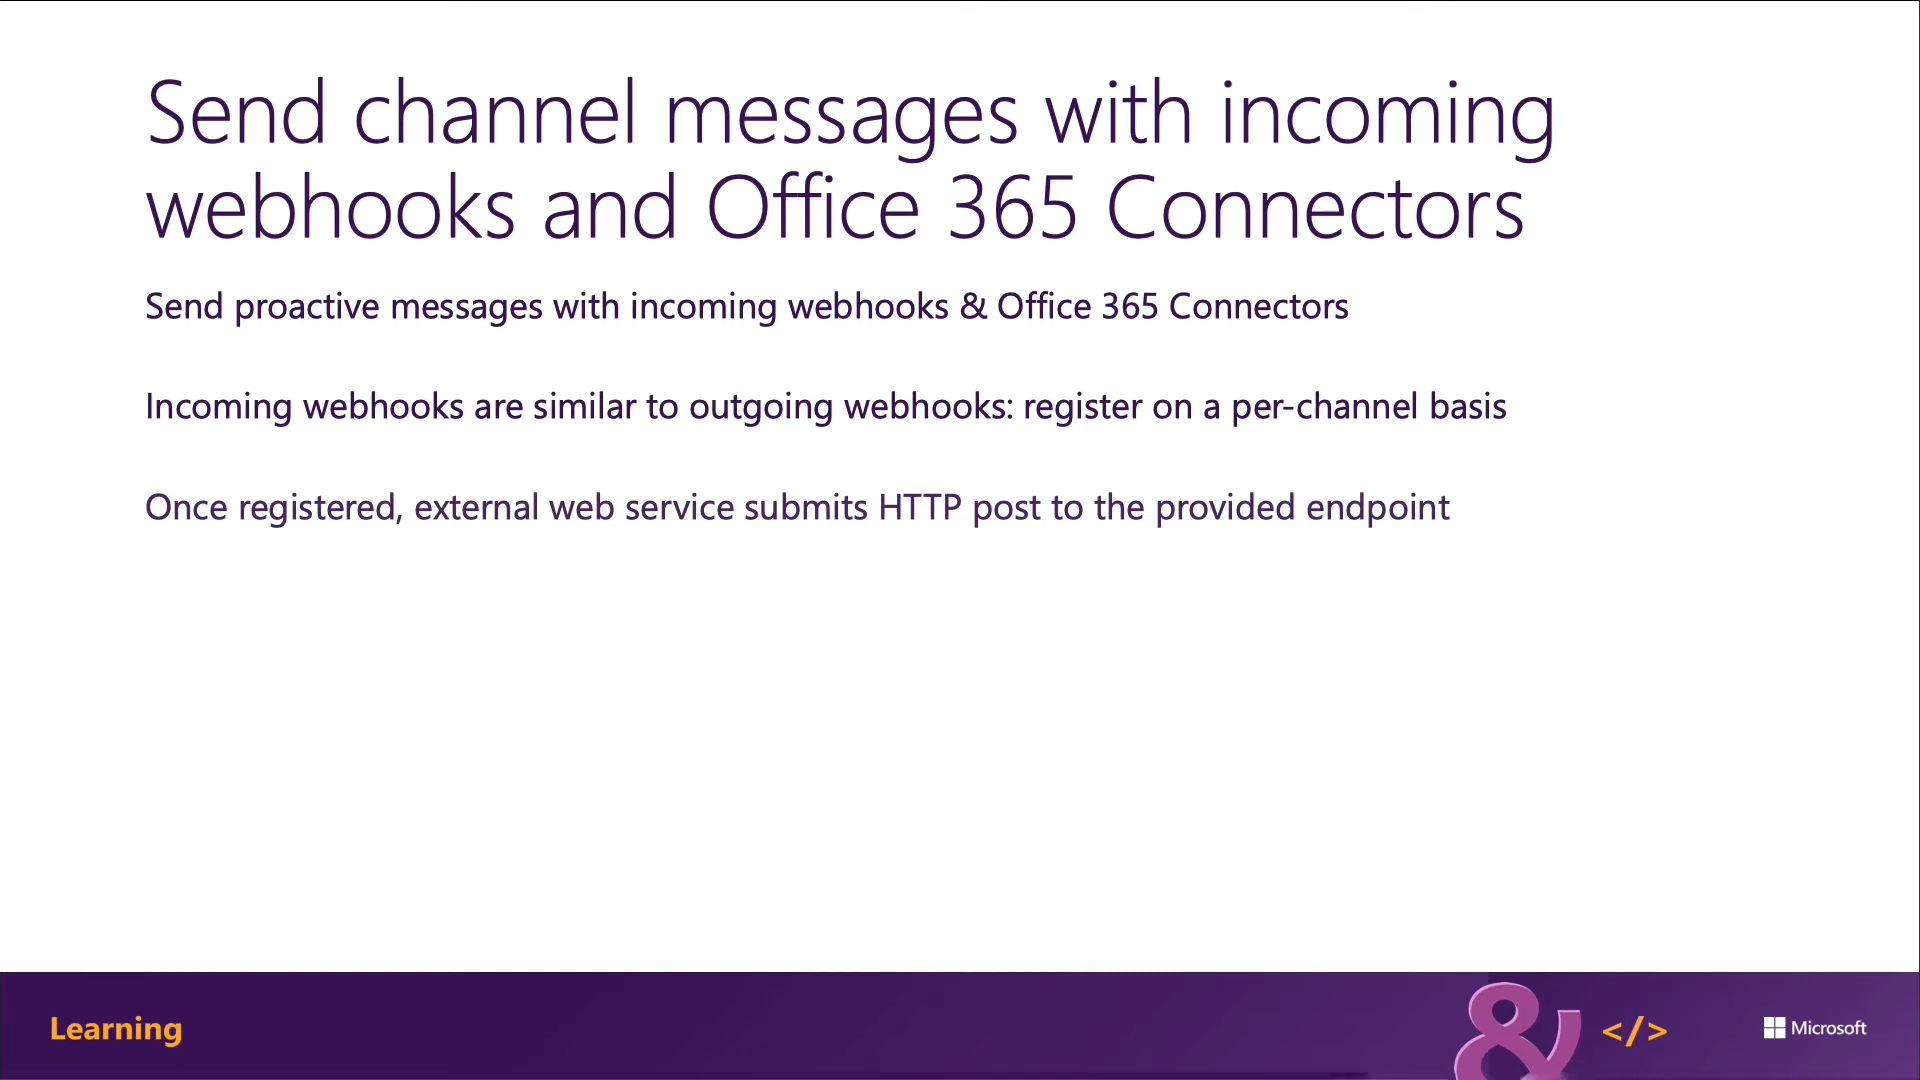 Send channel messages with incoming
webhooks and Office 365 Connectors
Send proactive messages with incoming webhooks & Office 365 Connectors
Incoming webhooks are similar to outgoing webhooks: register on a per-channel basis
Once registered, external web service submits HTTP post to the provided endpoint
Learning
& </>
Microsoft